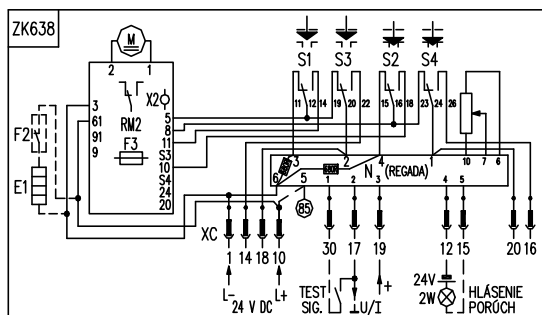 ZK638
M
2 1
S1 S3 S2 S4
11 12 14 19 20 22 15 16 18 23 24 26
3
61
91
9
X2
RM2
F3
5
8
11
S3
10
S4
24
20
F2
E1
10 7 6
3 2 4 1
6
N (REGADA)
5 1 2 3 4 5
85
XC
1 14 18 10 30 17 19 12 15 20 16
L- L+
24 V DC
TEST
SIG.
U/I
+
24V
2W
HLÁSENIE
PORÚCH